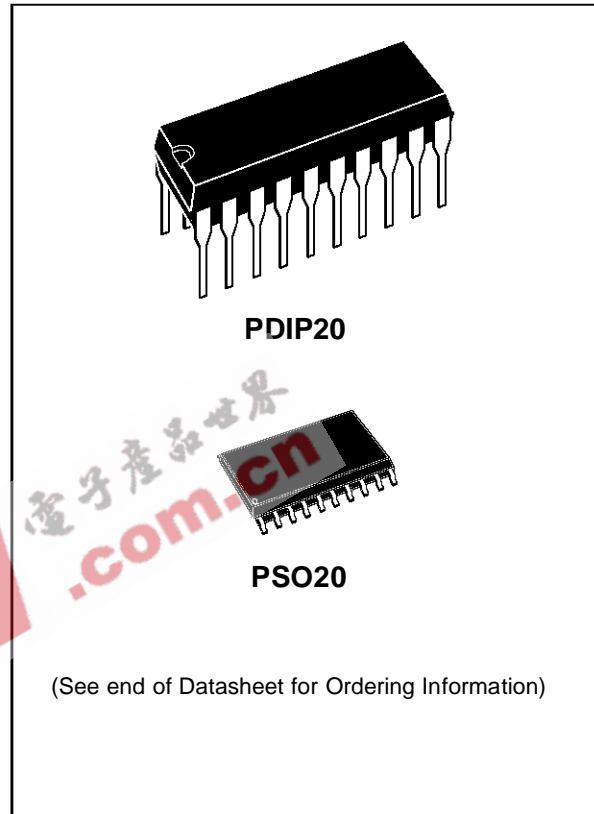 PDIP20
電子產品世界
.com.cn
PSO20
(See end of Datasheet for Ordering Information)